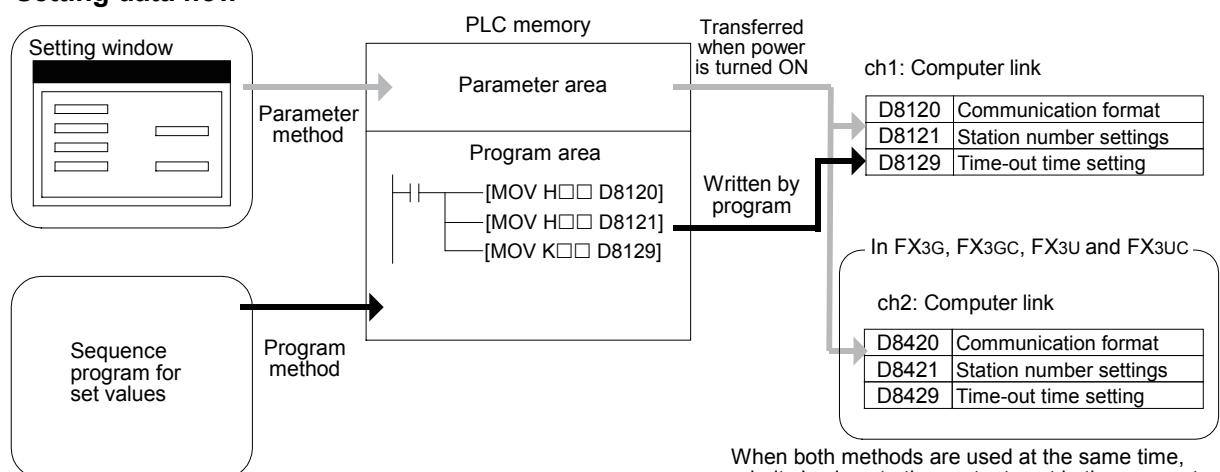 Setting data flow
Setting window
Parameter
method
PLC memory
Parameter area
Program area
[MOV H□□ D8120]
[MOV H□□ D8121]
[MOV K□□ D8129]
Transferred
when power
is turned ON
Written by
program
ch1: Computer link
D8120 Communication format
D8121 Station number settings
D8129 Time-out time setting
In FX3G, FX3GC, FX3U and FX3UC
ch2: Computer link
D8420 Communication format
D8421 Station number settings
D8429 Time-out time setting
Sequence
program for
set values
Program
method
When both methods are used at the same time,